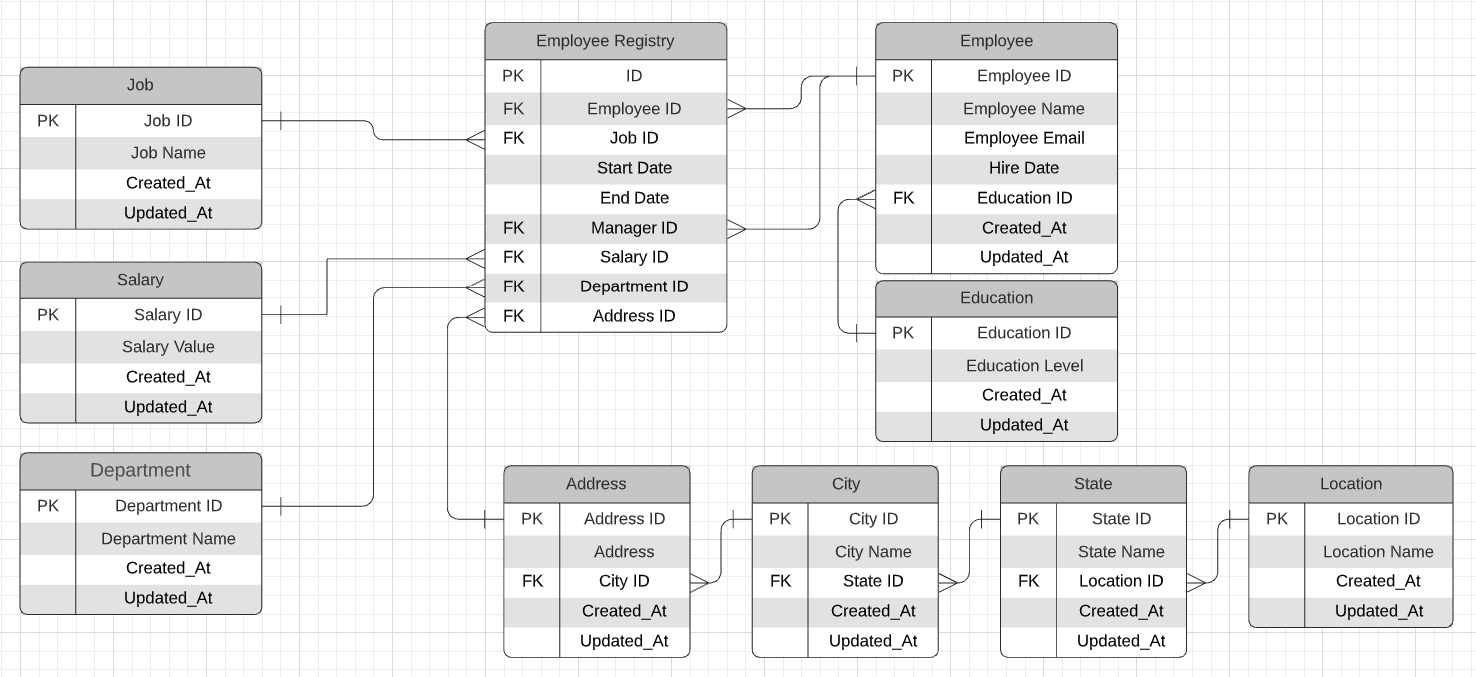 Job
PK Job ID
Job Name
Created_At
Updated_At
Salary
PK Salary ID
Salary Value
Created_At
Updated_At
Department
PK Department ID
Department Name
Created_At
Updated_At
Employee Registry
PK ID
FK Employee ID
FK Job ID
Start Date
End Date
FK Manager ID
FK Salary ID
FK Department ID
FK Address ID
Employee
PK Employee ID
Employee Name
Employee Email
Hire Date
FK Education ID
Created_At
Updated_At
Education
PK Education ID
Education Level
Created_At
Updated_At
Address
PK Address ID
Address
FK City ID
Created_At
Updated_At
City
PK City ID
City Name
FK State ID
Created_At
Updated_At
State
PK State ID
State Name
FK Location ID
Created_At
Updated_At
Location
PK Location ID
Location Name
Created_At
Updated_At